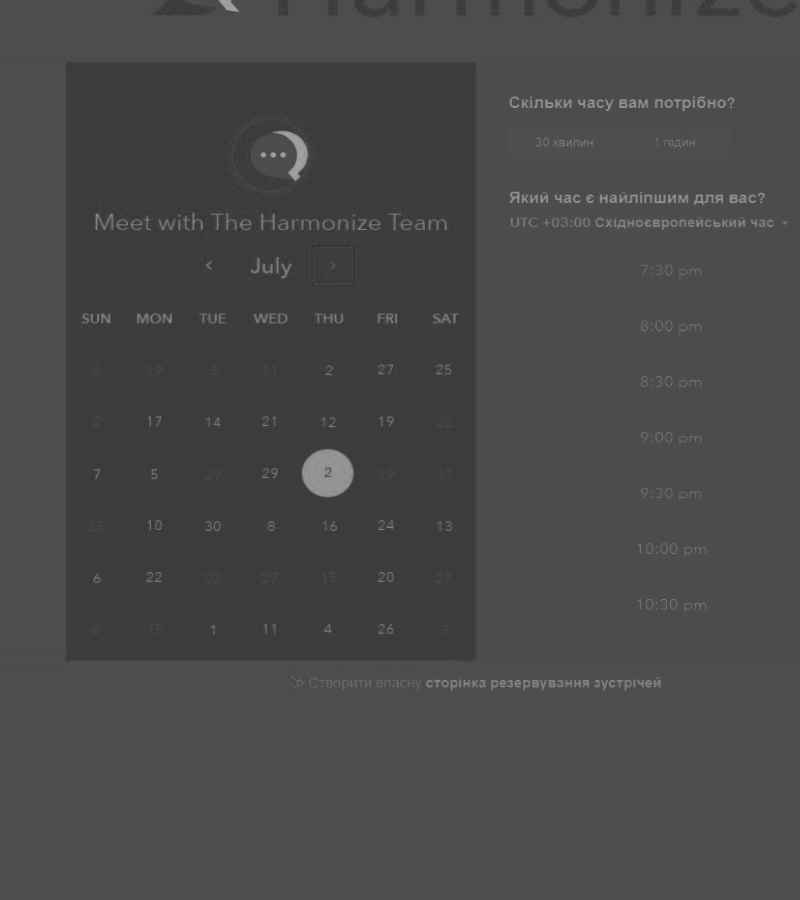 Harmonize
Meet with The Harmonize Team
July
SUN MON TUE WED THU FRI SAT
6 19 3 11 2 27 25
2 17 14 21 12 19 22
7 5 29 29 2 19 17
25 10 30 8 16 24 13
6 22 22 27 15 20 27
6 15 1 11 4 26 3
Скільки часу вам потрібно?
30 хвилин 1 годин
Який час є найліпшим для вас?
UTC +03:00 Східноєвропейський час
7:30 pm
8:00 pm
8:30 pm
9:00 pm
9:30 pm
10:00 pm
10:30 pm
Створити власну сторінка резервування зустрічей